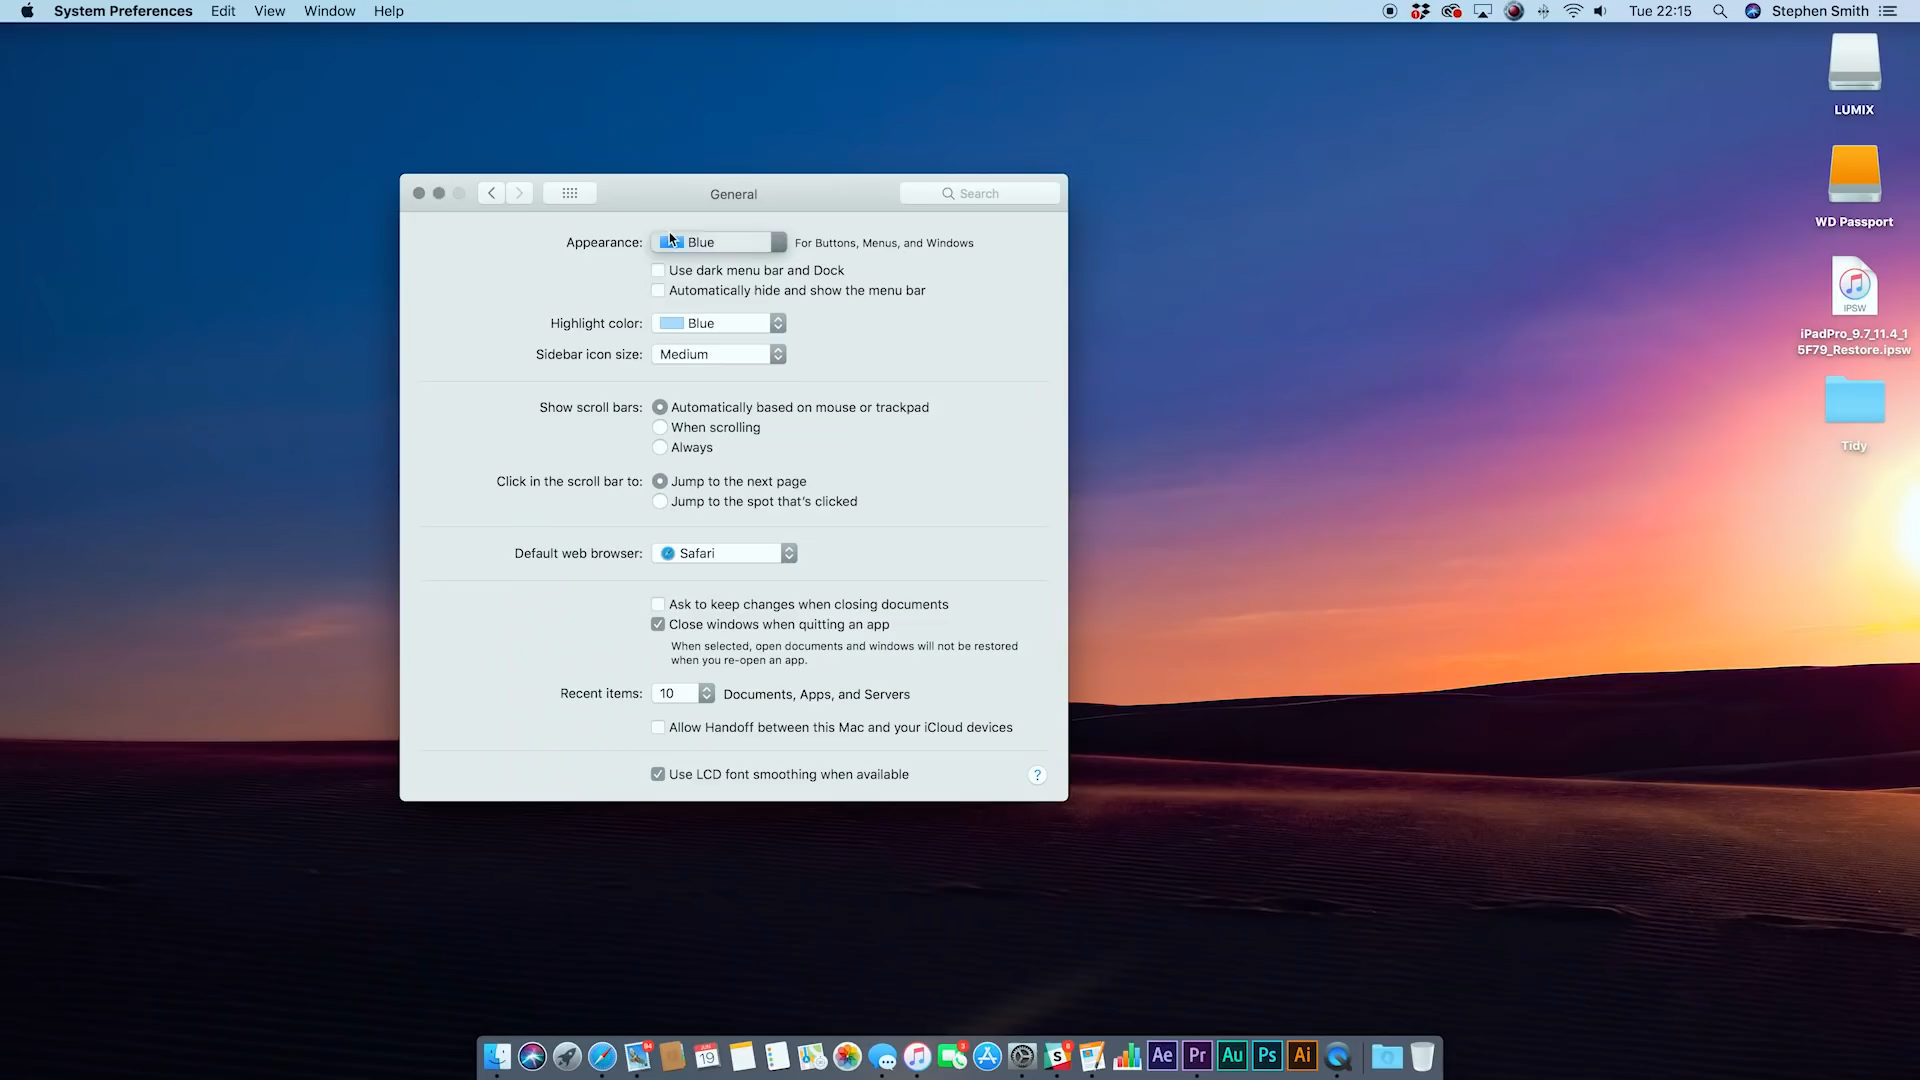 System Preferences Edit View Window Help
1 Tue 22:15 Stephen Smith
LUMIX
WD Passport
IPSW
iPadPro_9.7_11.4_1
5F79_Restore.ipsw
Tidy
General
Search
Appearance: Blue For Buttons, Menus, and Windows
Use dark menu bar and Dock
Automatically hide and show the menu bar
Highlight color: Blue
Sidebar icon size: Medium
Show scroll bars: Automatically based on mouse or trackpad
When scrolling
Always
Click in the scroll bar to: Jump to the next page
Jump to the spot that's clicked
Default web browser: Safari
Ask to keep changes when closing documents
Close windows when quitting an app
When selected, open documents and windows will not be restored
when you re-open an app.
Recent items: 10 Documents, Apps, and Servers
Allow Handoff between this Mac and your iCloud devices
Use LCD font smoothing when available ?
94 JUN 19 3 S 8 Ae Pr Au Ps Ai